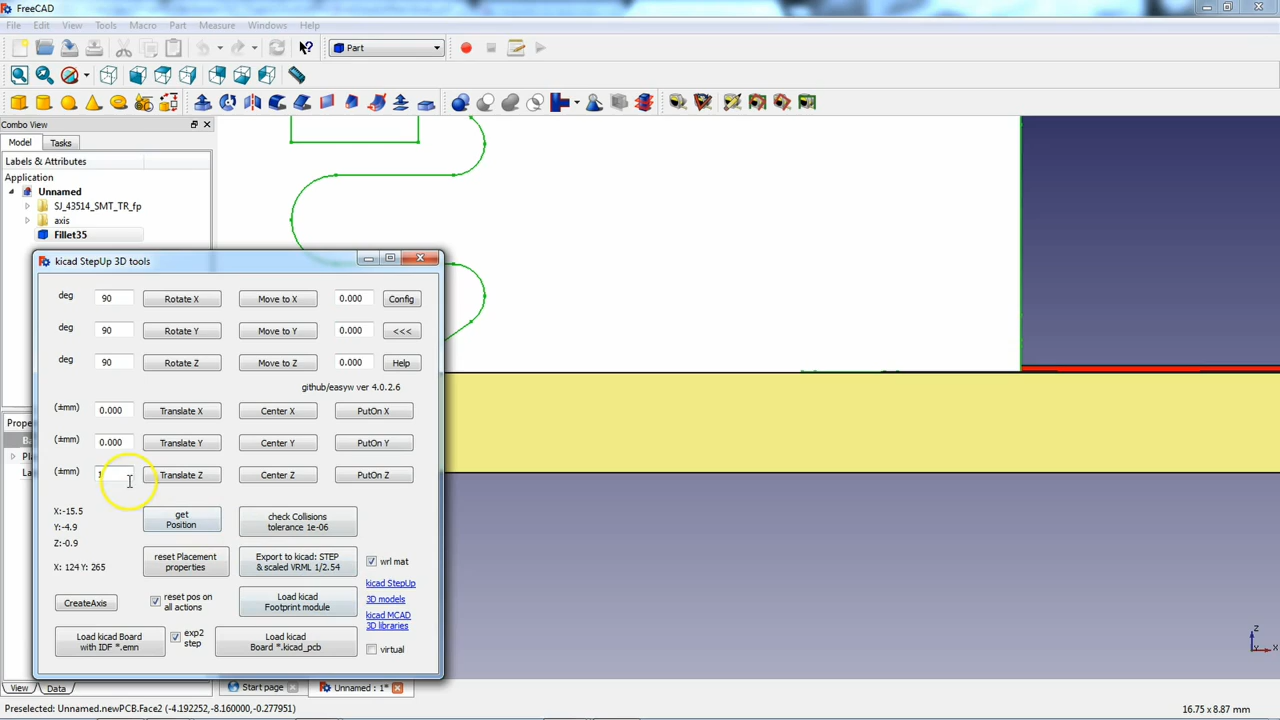 FreeCAD
File Edit View Tools Macro Part Measure Windows Help
Part
Combo View
Model Tasks
Labels & Attributes
Application
Unnamed
SJ_43514_SMT_TR_fp
axis
Fillet35
kicad StepUp 3D tools
deg 90 Rotate X Move to X 0.000 Config
deg 90 Rotate Y Move to Y 0.000 <<<
deg 90 Rotate Z Move to Z 0.000 Help
github/easyw ver 4.0.2.6
(±mm) 0.000 Translate X Center X PutOn X
(±mm) 0.000 Translate Y Center Y PutOn Y
(±mm) 1 Translate Z Center Z PutOn Z
X:-15.5
Y:-4.9
Z:-0.9
X: 124 Y: 265
get
Position
check Collisions
tolerance 1e-06
reset Placement
properties
Export to kicad: STEP
& scaled VRML 1/2.54
wrl mat
kicad StepUp
3D models
kicad MCAD
3D libraries
CreateAxis
reset pos on
all actions
Load kicad
Footprint module
Load kicad Board
with IDF *.emn
exp2
step
Load kicad
Board *.kicad_pcb
virtual
Prope
B
Pl
La
Z
Y
X
View Data
Start page Unnamed : 1*
Preselected: Unnamed.newPCB.Face2 (-4.192252,-8.160000,-0.277951)
16.75 x 8.87 mm